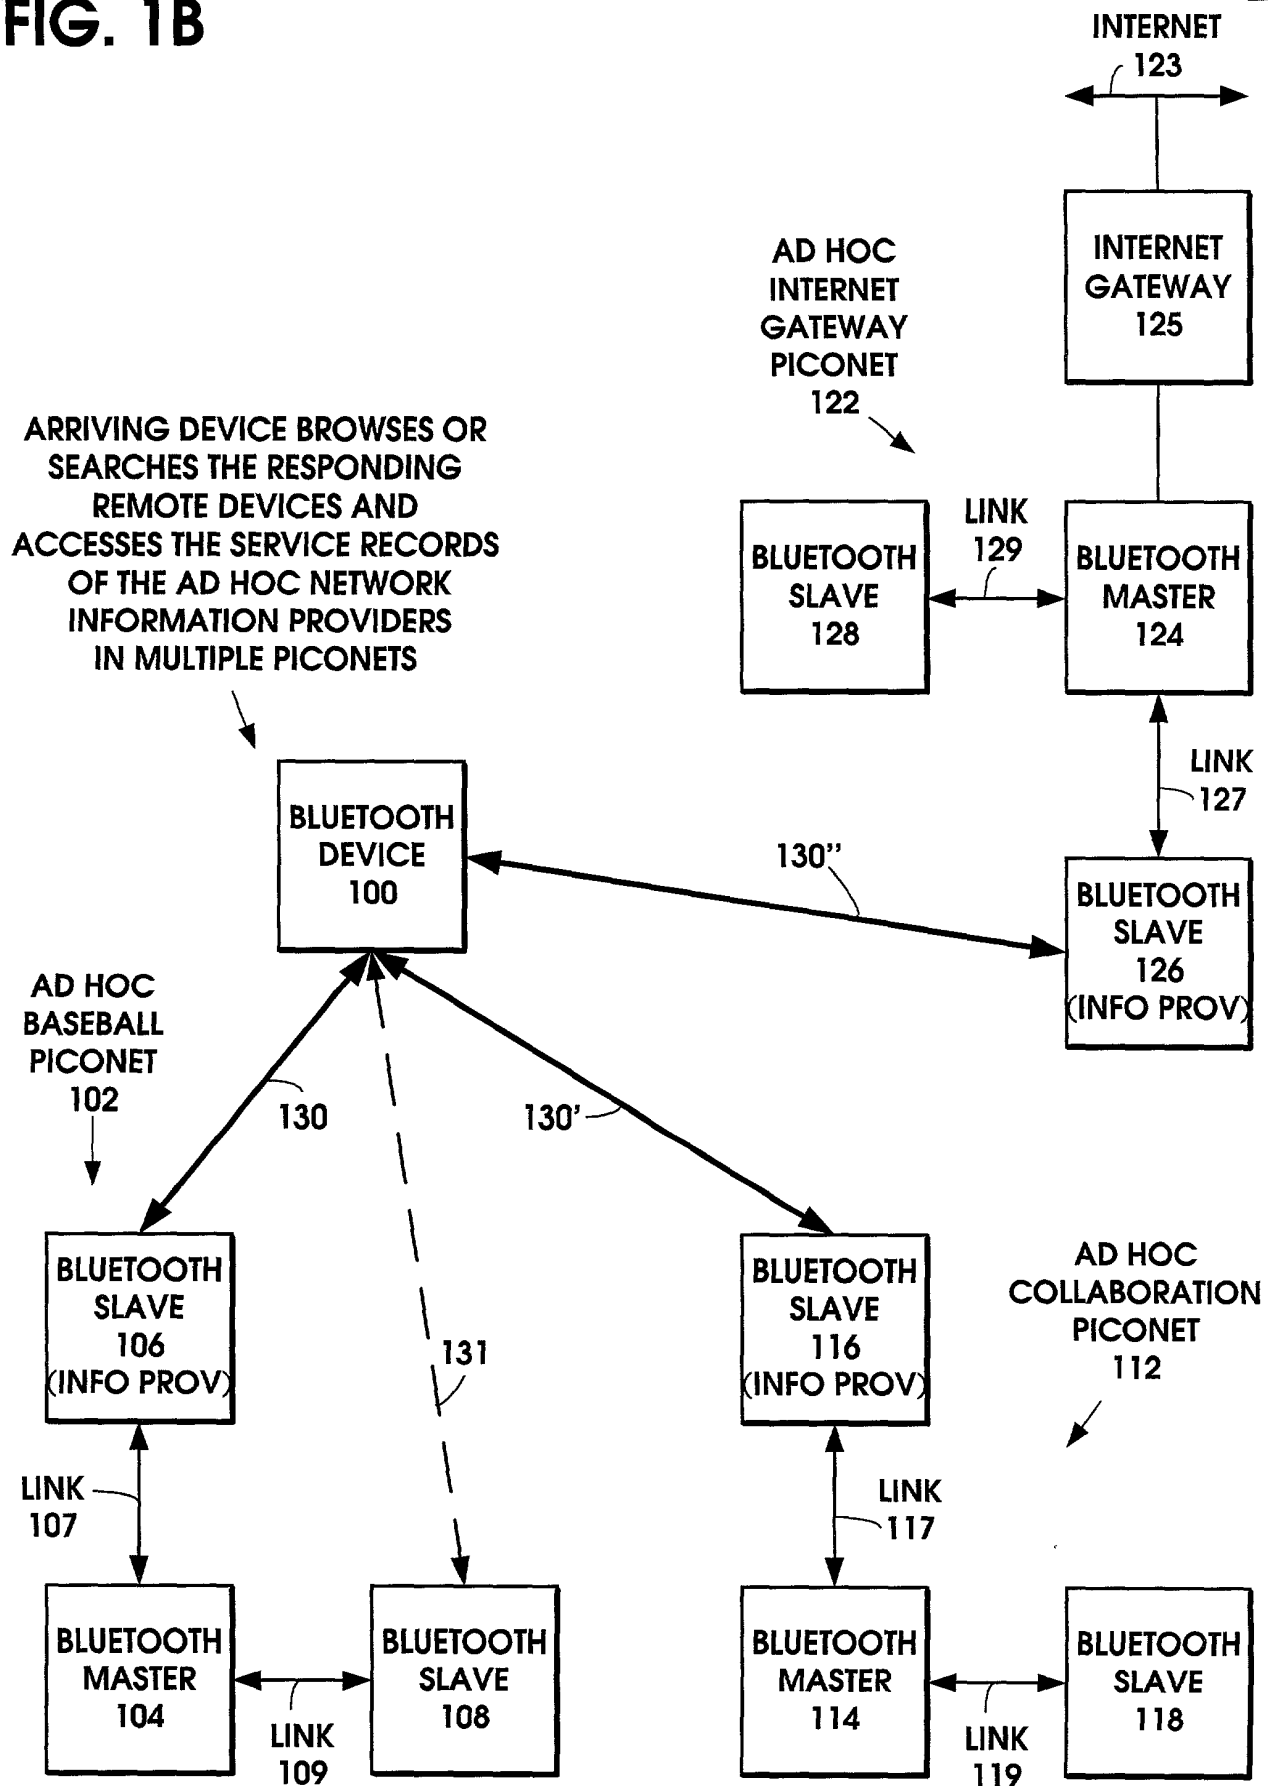 FIG. 1B
INTERNET
123
INTERNET
GATEWAY
125
AD HOC
INTERNET
GATEWAY
PICONET
122
ARRIVING DEVICE BROWSES OR
SEARCHES THE RESPONDING
REMOTE DEVICES AND
ACCESSES THE SERVICE RECORDS
OF THE AD HOC NETWORK
INFORMATION PROVIDERS
IN MULTIPLE PICONETS
BLUETOOTH
SLAVE
128
LINK
129
BLUETOOTH
MASTER
124
LINK
127
BLUETOOTH
DEVICE
100
130''
BLUETOOTH
SLAVE
126
(INFO PROV)
AD HOC
BASEBALL
PICONET
102
130
130'
BLUETOOTH
SLAVE
106
(INFO PROV)
131
BLUETOOTH
SLAVE
116
(INFO PROV)
AD HOC
COLLABORATION
PICONET
112
LINK
107
LINK
117
BLUETOOTH
MASTER
104
LINK
109
BLUETOOTH
SLAVE
108
BLUETOOTH
MASTER
114
LINK
119
BLUETOOTH
SLAVE
118